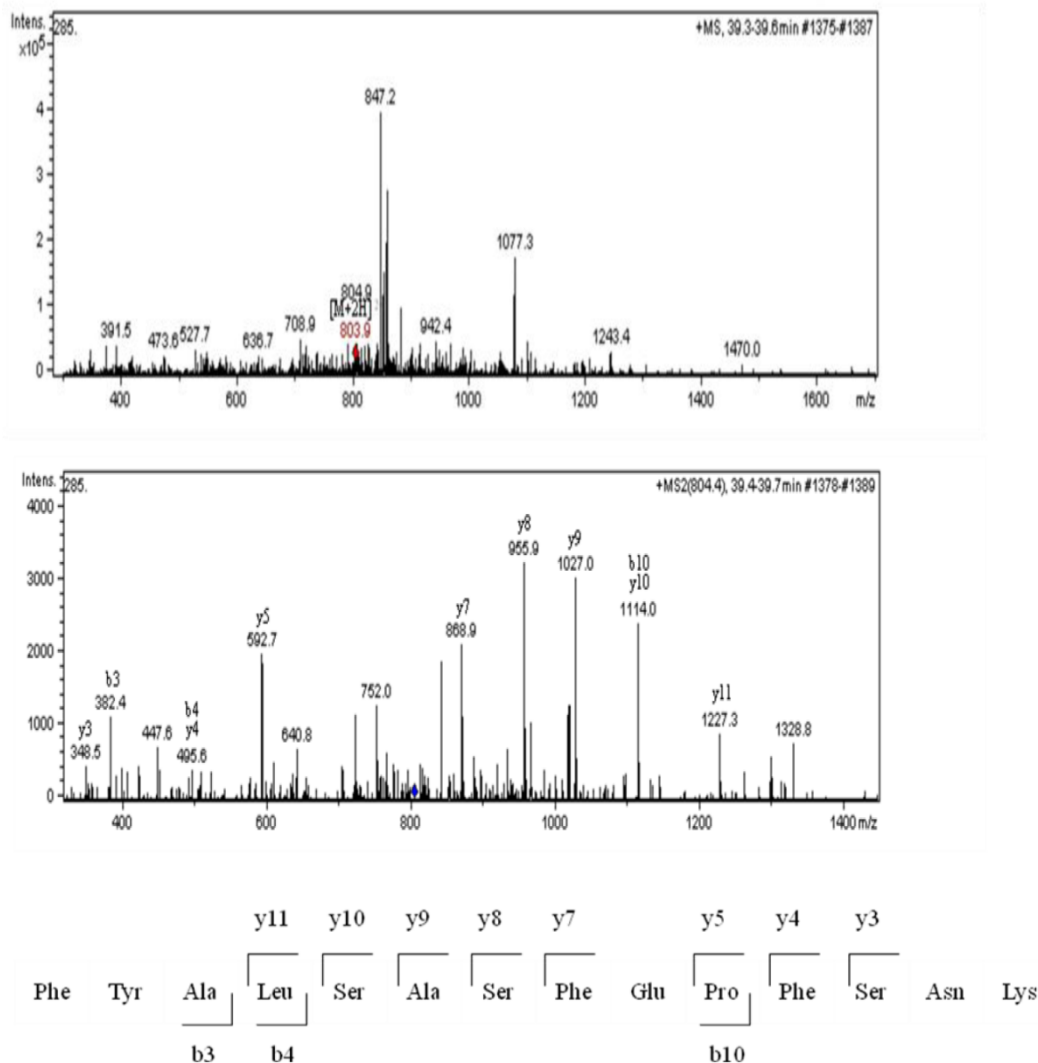 Intens. 285.
x10⁵
+MS, 39.3-39.6min #1375-#1387
847.2
4
3
2
1077.3
804.9
1
[M+2H]
391.5 473.6 527.7 636.7 708.9 803.9 942.4 1243.4 1470.0
0
400 600 800 1000 1200 1400 1600 m/z
Intens. 285.
+MS2(804.4), 39.4-39.7min #1378-#1389
4000
y8
955.9
y9
1027.0
b10
y10
1114.0
3000
y5
592.7
y7
868.9
2000
b3
382.4
752.0
y11
1227.3
1000
y3
348.5
447.6
b4
y4
495.6
640.8
1328.8
0
400 600 800 1000 1200 1400 m/z
y11 y10 y9 y8 y7 y5 y4 y3
Phe Tyr Ala Leu Ser Ala Ser Phe Glu Pro Phe Ser Asn Lys
b3 b4 b10